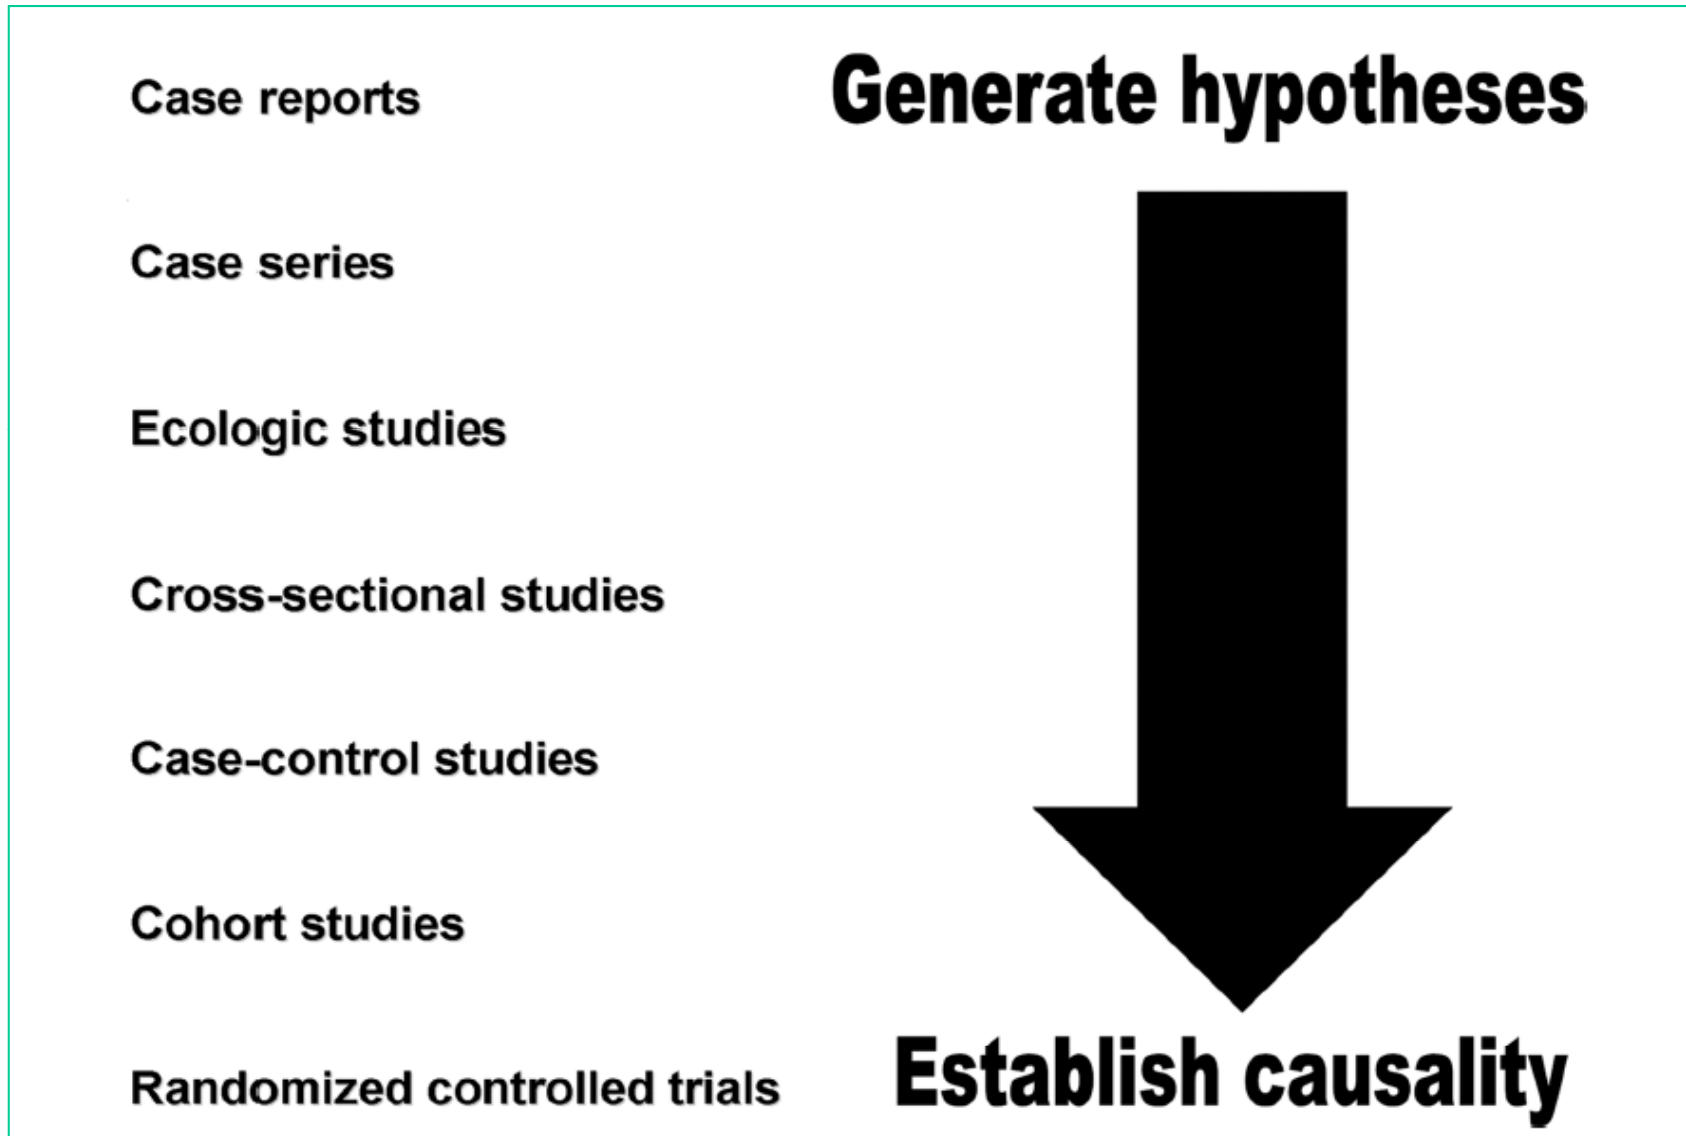 Case reports
Generate hypotheses
Case series
Ecologic studies
Cross-sectional studies
Case-control studies
Cohort studies
Randomized controlled trials
Establish causality